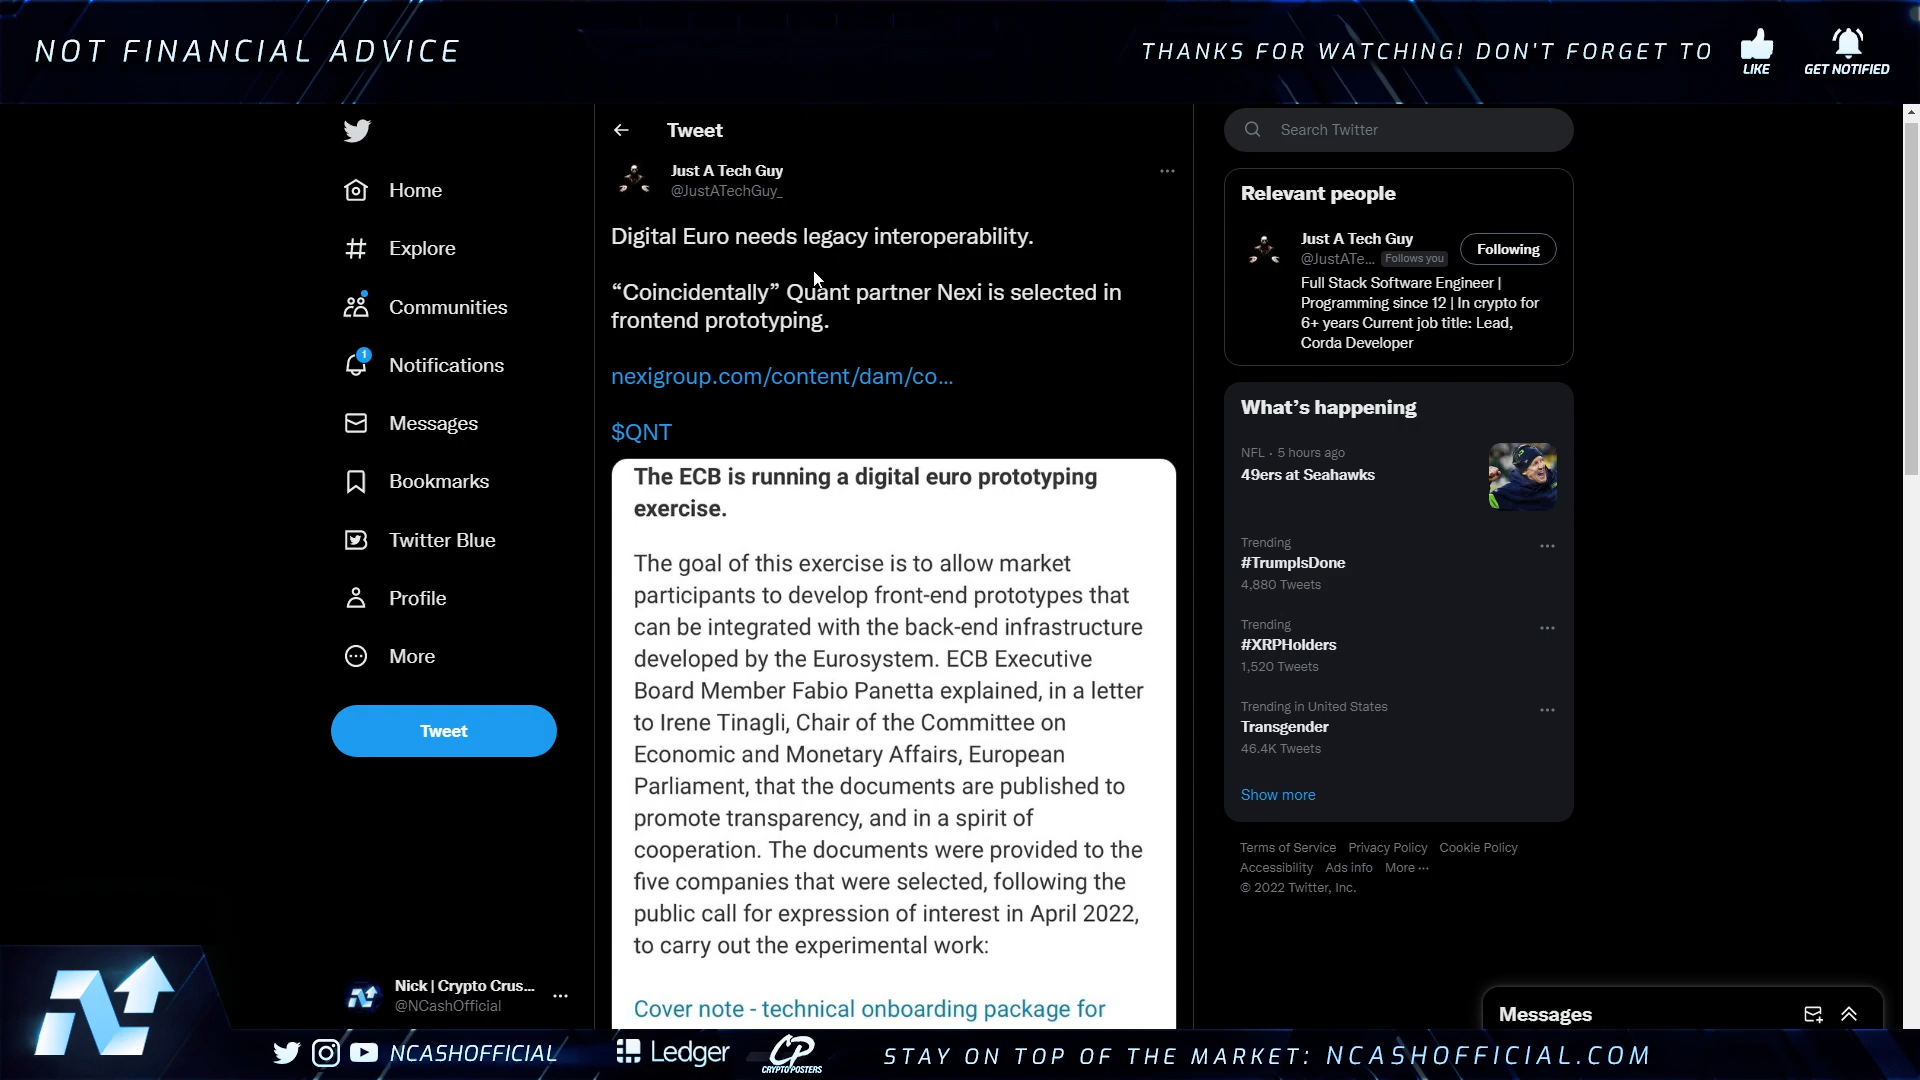 NOT FINANCIAL ADVICE
THANKS FOR WATCHING! DON'T FORGET TO
LIKE
GET NOTIFIED
Home
Explore
Communities
1
Notifications
Messages
Bookmarks
Twitter Blue
Profile
More
Tweet
Nick | Crypto Crus...
@NCashOfficial
Tweet
Just A Tech Guy
@JustATechGuy_
Digital Euro needs legacy interoperability.
“Coincidentally” Quant partner Nexi is selected in
frontend prototyping.
nexigroup.com/content/dam/co...
$QNT
The ECB is running a digital euro prototyping
exercise.
The goal of this exercise is to allow market
participants to develop front-end prototypes that
can be integrated with the back-end infrastructure
developed by the Eurosystem. ECB Executive
Board Member Fabio Panetta explained, in a letter
to Irene Tinagli, Chair of the Committee on
Economic and Monetary Affairs, European
Parliament, that the documents are published to
promote transparency, and in a spirit of
cooperation. The documents were provided to the
five companies that were selected, following the
public call for expression of interest in April 2022,
to carry out the experimental work:
Cover note - technical onboarding package for
Search Twitter
Relevant people
Just A Tech Guy
@JustATe... Follows you
Following
Full Stack Software Engineer |
Programming since 12 | In crypto for
6+ years Current job title: Lead,
Corda Developer
What's happening
NFL · 5 hours ago
49ers at Seahawks
Trending
#TrumpIsDone
4,880 Tweets
Trending
#XRPHolders
1,520 Tweets
Trending in United States
Transgender
46.4K Tweets
Show more
Terms of Service Privacy Policy Cookie Policy
Accessibility Ads info More ...
© 2022 Twitter, Inc.
Messages
NCASHOFFICIAL
Ledger
CP
CRYPTOPOSTERS
STAY ON TOP OF THE MARKET: NCASHOFFICIAL.COM